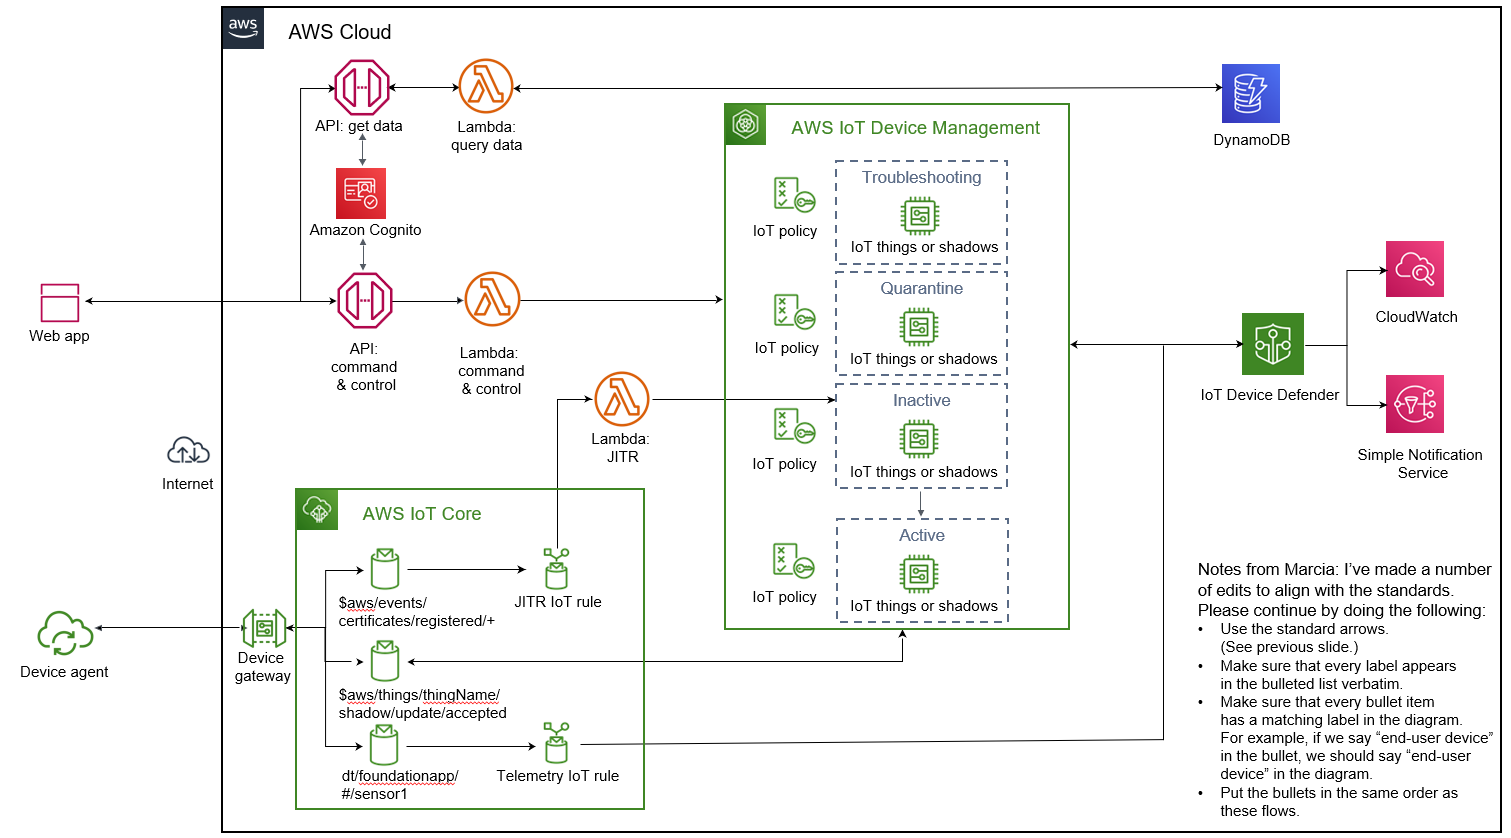 aws
AWS Cloud
API: get data
Lambda:
query data
DynamoDB
AWS IoT Device Management
Troubleshooting
IoT things or shadows
IoT policy
Amazon Cognito
Quarantine
IoT things or shadows
IoT policy
Web app
API:
command
& control
Lambda:
command
& control
CloudWatch
IoT Device Defender
Inactive
IoT things or shadows
IoT policy
Lambda:
JITR
Simple Notification
Service
Internet
AWS IoT Core
Active
IoT things or shadows
IoT policy
$aws/events/
certificates/registered/+
JITR IoT rule
Device agent
Device
gateway
$aws/things/thingName/
shadow/update/accepted
dt/foundationapp/
#/sensor1
Telemetry IoT rule
Notes from Marcia: I’ve made a number
of edits to align with the standards.
Please continue by doing the following:
• Use the standard arrows.
(See previous slide.)
• Make sure that every label appears
in the bulleted list verbatim.
• Make sure that every bullet item
has a matching label in the diagram.
For example, if we say “end-user device”
in the bullet, we should say “end-user
device” in the diagram.
• Put the bullets in the same order as
these flows.